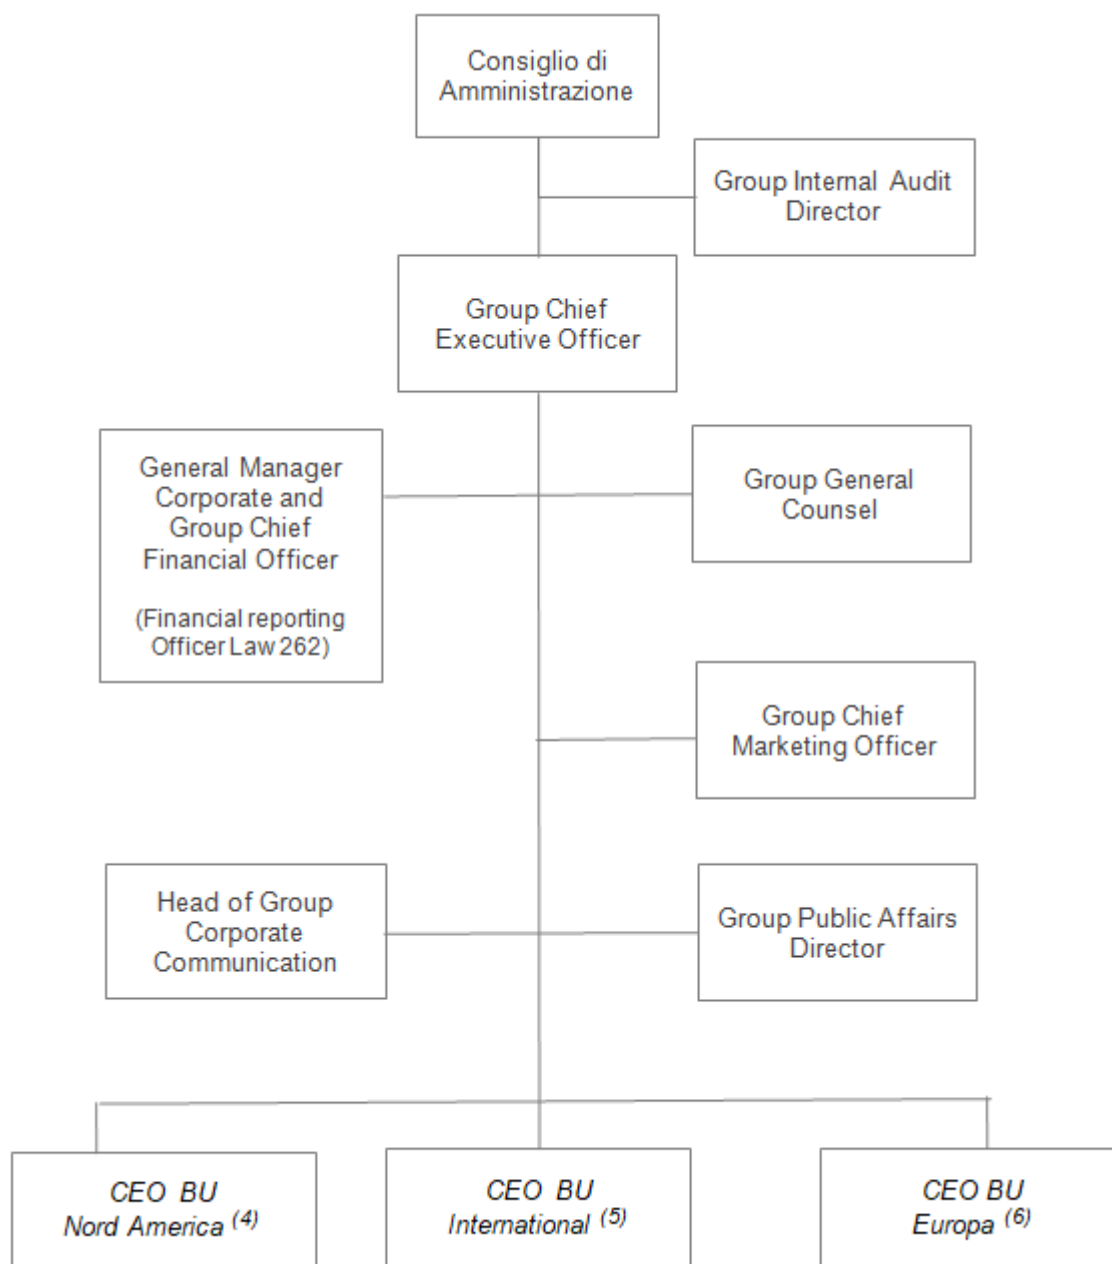 Consiglio di
Amministrazione
Group Internal Audit
Director
Group Chief
Executive Officer
General Manager
Corporate and
Group Chief
Financial Officer
(Financial reporting
Officer Law 262)
Group General
Counsel
Group Chief
Marketing Officer
Head of Group
Corporate
Communication
Group Public Affairs
Director
CEO BU
Nord America (4)
CEO BU
International (5)
CEO BU
Europa (6)